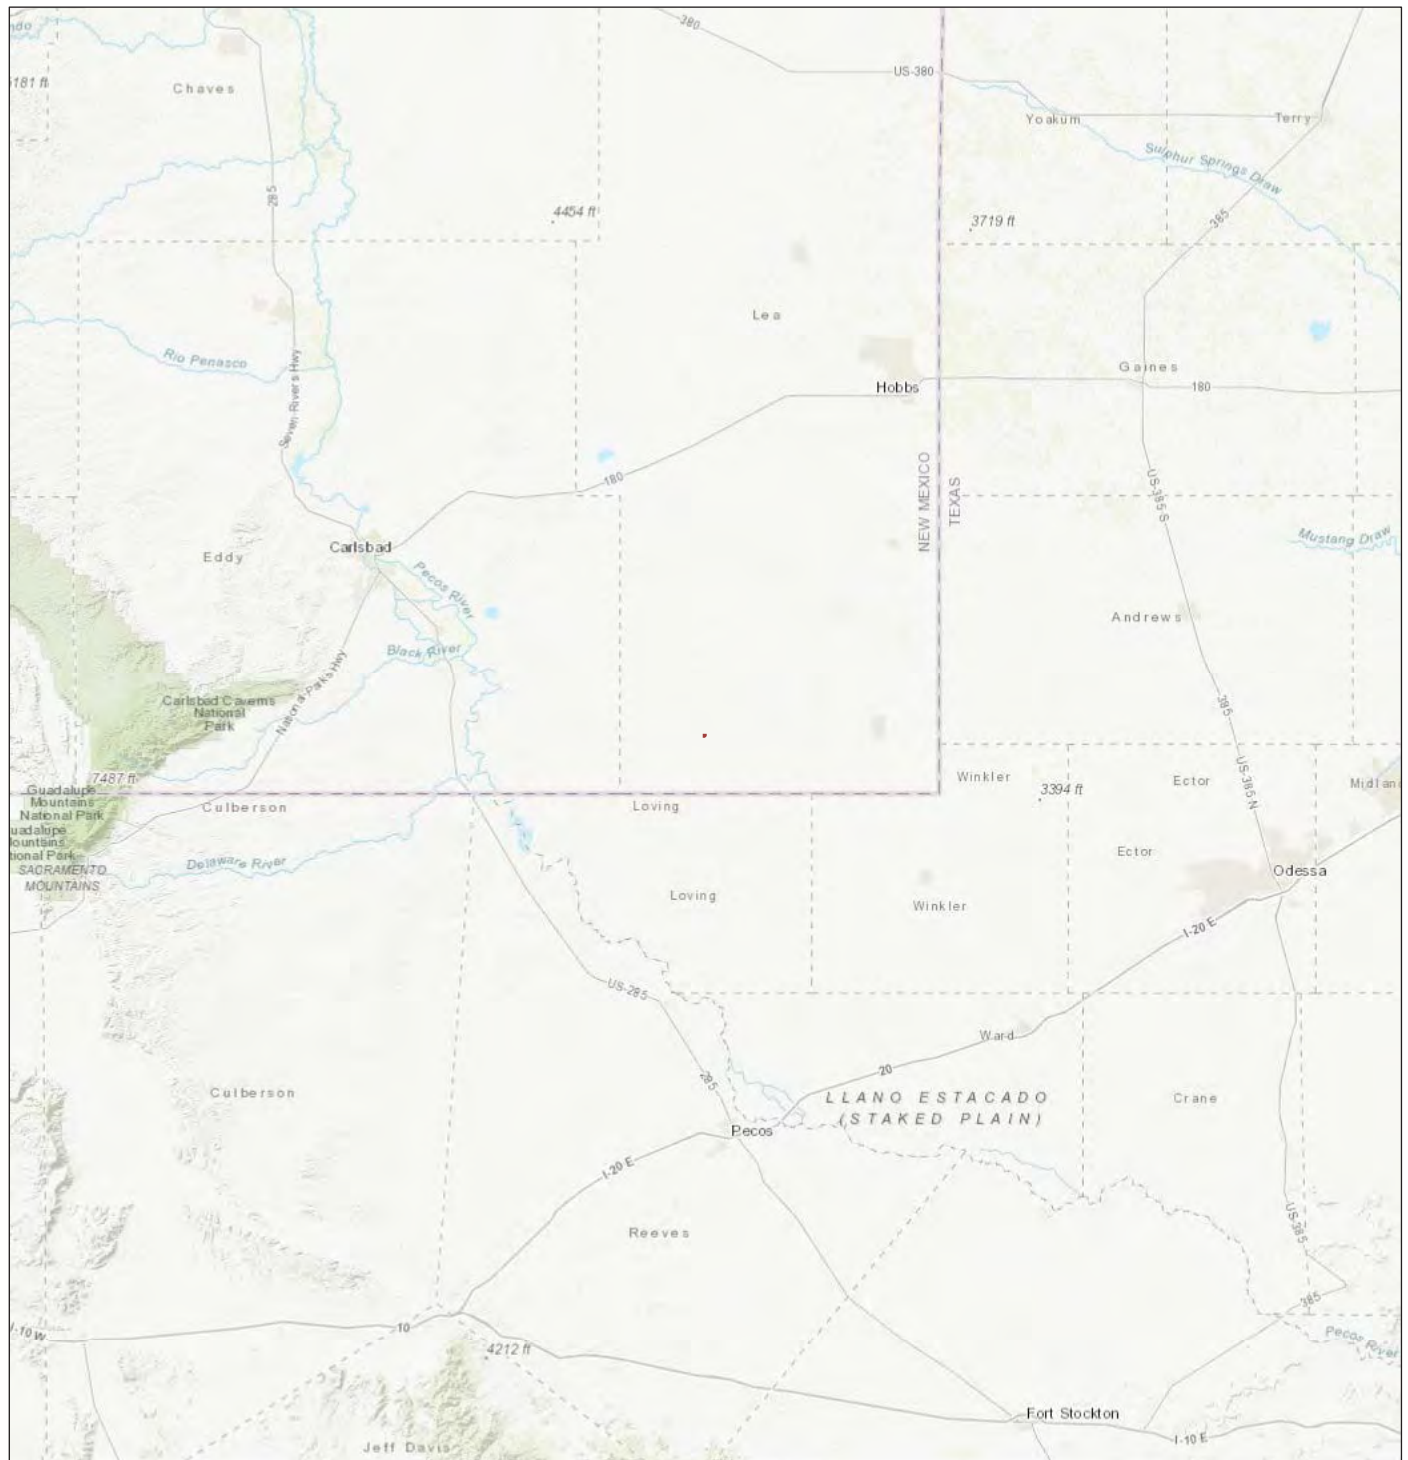 380
US-380
Chaves
Yoakum
Terry
Sulphur Springs Draw
285
385
4454 ft
3719 ft
Lea
Rio Penasco
Seven Rivers Hwy
Gaines
Hobbs
180
180
NEW MEXICO
TEXAS
US-385 S
Mustang Draw
Carlsbad
Eddy
Pecos River
Andrews
Black River
National Parks Hwy
Carlsbad Caverns
National
Park
385
US-385 N
7487 ft
Winkler
Ector
3394 ft
Guadalupe
Mountains
National Park
Culberson
Loving
SACRAMENTO
MOUNTAINS
Delaware River
Ector
Odessa
Loving
Winkler
I-20 E
US-285
Ward
20
285
Culberson
LLANO ESTACADO
(STAKED PLAIN)
Crane
Pecos
I-20 E
Reeves
US-385
385
I-10 W
10
Pecos River
4212 ft
Fort Stockton
I-10 E
Jeff Davis